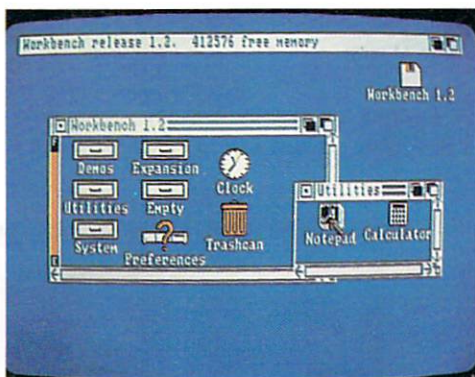 Workbench release 1.2. 412576 free memory
Workbench 1.2
Workbench 1.2
Demos Expansion
Clock
Utilities
Utilities Empty
Notepad Calculator
System
Trashcan
Preferences